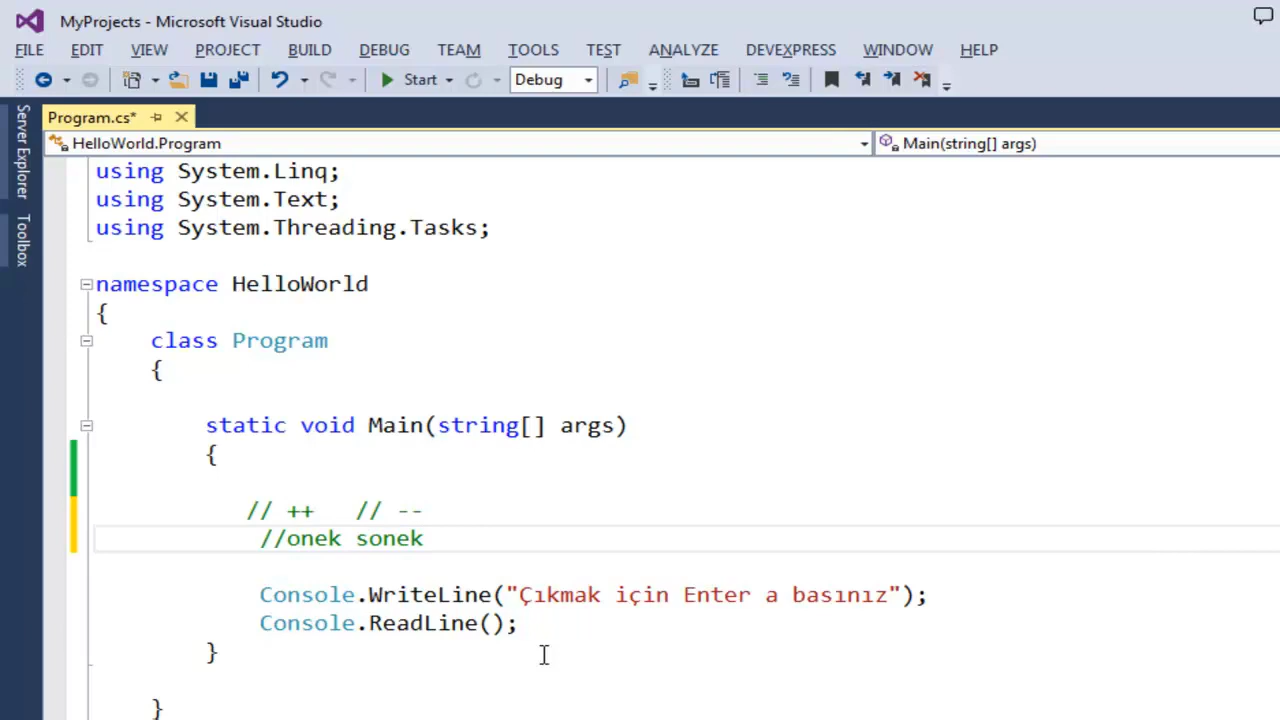 MyProjects - Microsoft Visual Studio
FILE EDIT VIEW PROJECT BUILD DEBUG TEAM TOOLS TEST ANALYZE DEVEXPRESS WINDOW HELP
Start Debug
Server Explorer
Toolbox
Program.cs*
HelloWorld.Program Main(string[] args)
using System.Linq;
using System.Text;
using System.Threading.Tasks;
namespace HelloWorld
{
class Program
{
static void Main(string[] args)
{
// ++ // --
//onek sonek
Console.WriteLine("Çıkmak için Enter a basınız");
Console.ReadLine();
}
}